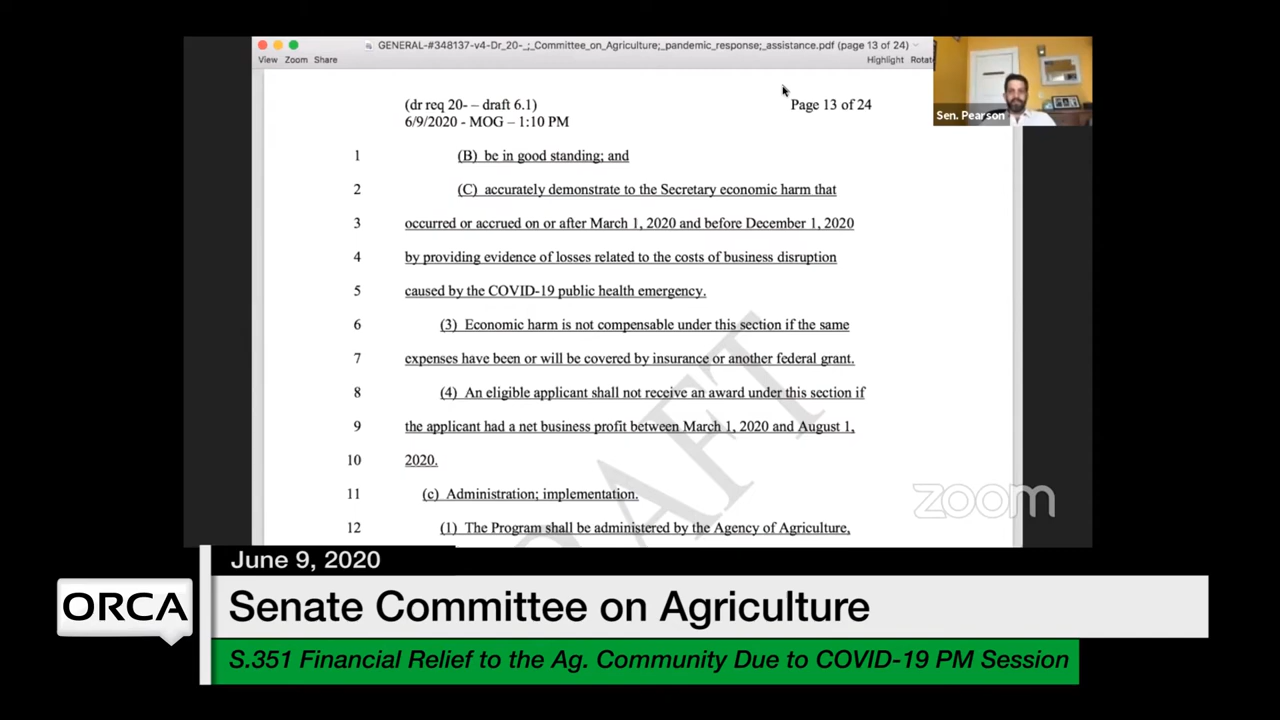 GENERAL-#348137-v4-Dr_20-_;_Committee_on_Agriculture;_pandemic_response;_assistance.pdf (page 13 of 24)
View Zoom Share
Highlight Rotat
Sen. Pearson
(dr req 20- – draft 6.1)
Page 13 of 24
6/9/2020 - MOG – 1:10 PM
1 (B) be in good standing; and
2 (C) accurately demonstrate to the Secretary economic harm that
3 occurred or accrued on or after March 1, 2020 and before December 1, 2020
4 by providing evidence of losses related to the costs of business disruption
5 caused by the COVID-19 public health emergency.
6 (3) Economic harm is not compensable under this section if the same
7 expenses have been or will be covered by insurance or another federal grant.
8 (4) An eligible applicant shall not receive an award under this section if
9 the applicant had a net business profit between March 1, 2020 and August 1,
10 2020.
11 (c) Administration; implementation.
12 (1) The Program shall be administered by the Agency of Agriculture,
DRAFT
zoom
June 9, 2020
ORCA
Senate Committee on Agriculture
S.351 Financial Relief to the Ag. Community Due to COVID-19 PM Session